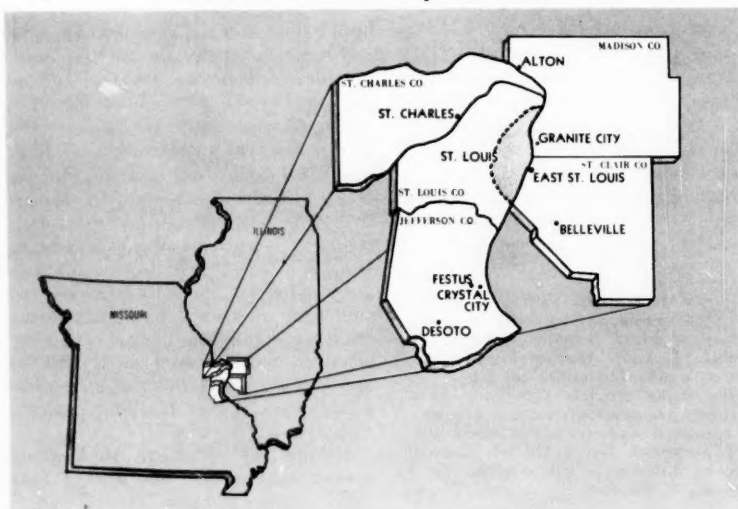 MADISON CO
ALTON
ST. CHARLES CO
ST. CHARLES
GRANITE CITY
ST. LOUIS
ST. CLAIR CO
EAST ST. LOUIS
ST. LOUIS CO
JEFFERSON CO
BELLEVILLE
ILLINOIS
FESTUS
CRYSTAL
CITY
MISSOURI
DESOTO